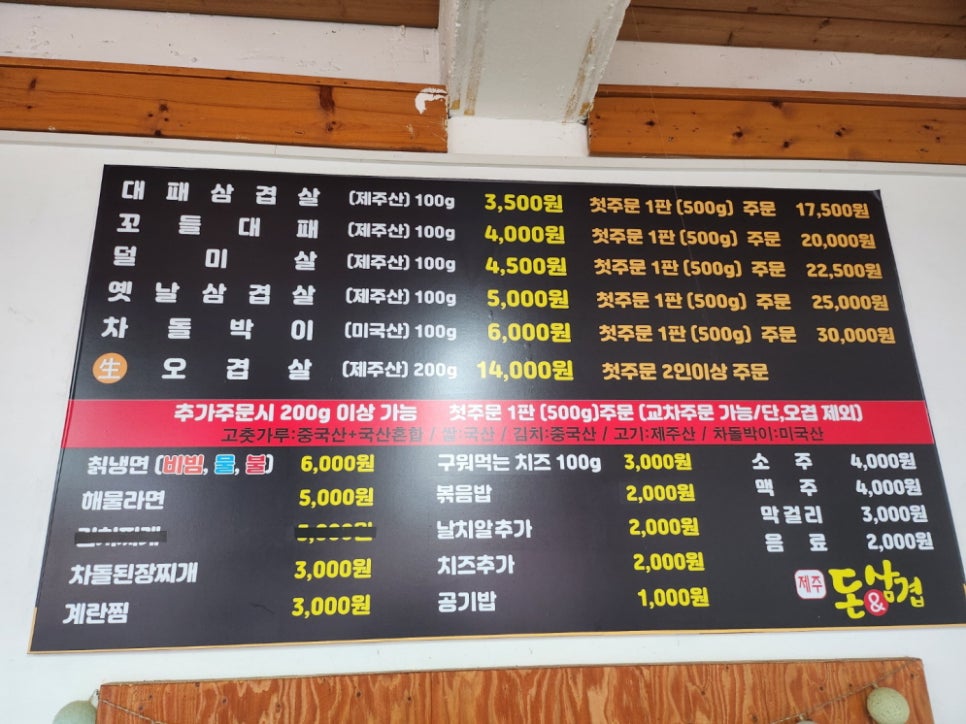 대패삼겹살 (제주산) 100g 3,500원 첫주문 1판 (500g) 주문 17,500원
꼬들대패 (제주산) 100g 4,000원 첫주문 1판 (500g) 주문 20,000원
덜미살 (제주산) 100g 4,500원 첫주문 1판 (500g) 주문 22,500원
옛날삼겹살 (제주산) 100g 5,000원 첫주문 1판 (500g) 주문 25,000원
차돌박이 (미국산) 100g 6,000원 첫주문 1판 (500g) 주문 30,000원
生 오겹살 (제주산) 200g 14,000원 첫주문 2인이상 주문
추가주문시 200g 이상 가능 첫주문 1판 (500g)주문 (교차주문 가능/단,오겹 제외)
고춧가루:중국산+국산혼합 / 쌀:국산 / 김치:중국산 / 고기:제주산 / 차돌박이:미국산
칡냉면 (비빔, 물, 불) 6,000원
해물라면 5,000원
차돌된장찌개 3,000원
계란찜 3,000원
구워먹는 치즈 100g 3,000원
볶음밥 2,000원
날치알추가 2,000원
치즈추가 2,000원
공기밥 1,000원
소주 4,000원
맥주 4,000원
막걸리 3,000원
음료 2,000원
제주 돈&삼겹